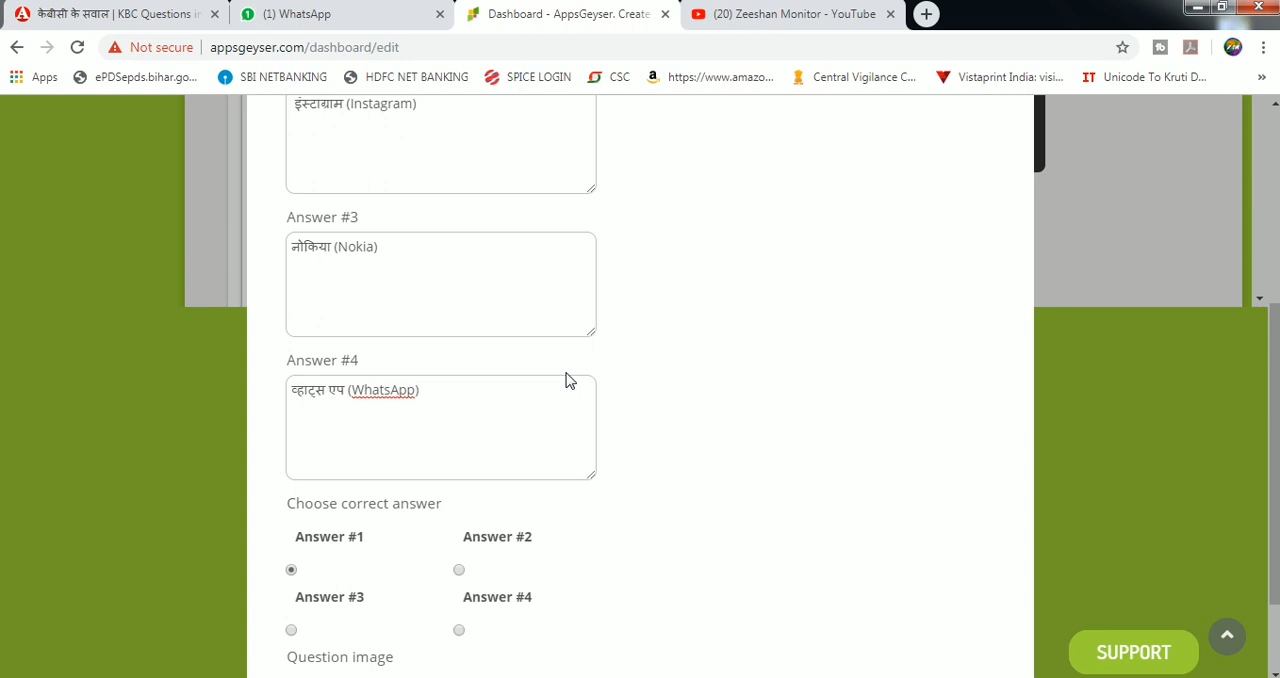 केबीसी के सवाल | KBC Questions in
(1) WhatsApp
Dashboard - AppsGeyser. Create
(20) Zeeshan Monitor - YouTube
Not secure | appsgeyser.com/dashboard/edit
Apps
ePDSepds.bihar.go...
SBI NETBANKING
HDFC NET BANKING
SPICE LOGIN
CSC
https://www.amazo...
Central Vigilance C...
Vistaprint India: visi...
Unicode To Kruti D...
»
इंस्टाग्राम (Instagram)
Answer #3
नोकिया (Nokia)
Answer #4
व्हाट्स एप (WhatsApp)
Choose correct answer
Answer #1
Answer #2
Answer #3
Answer #4
Question image
SUPPORT